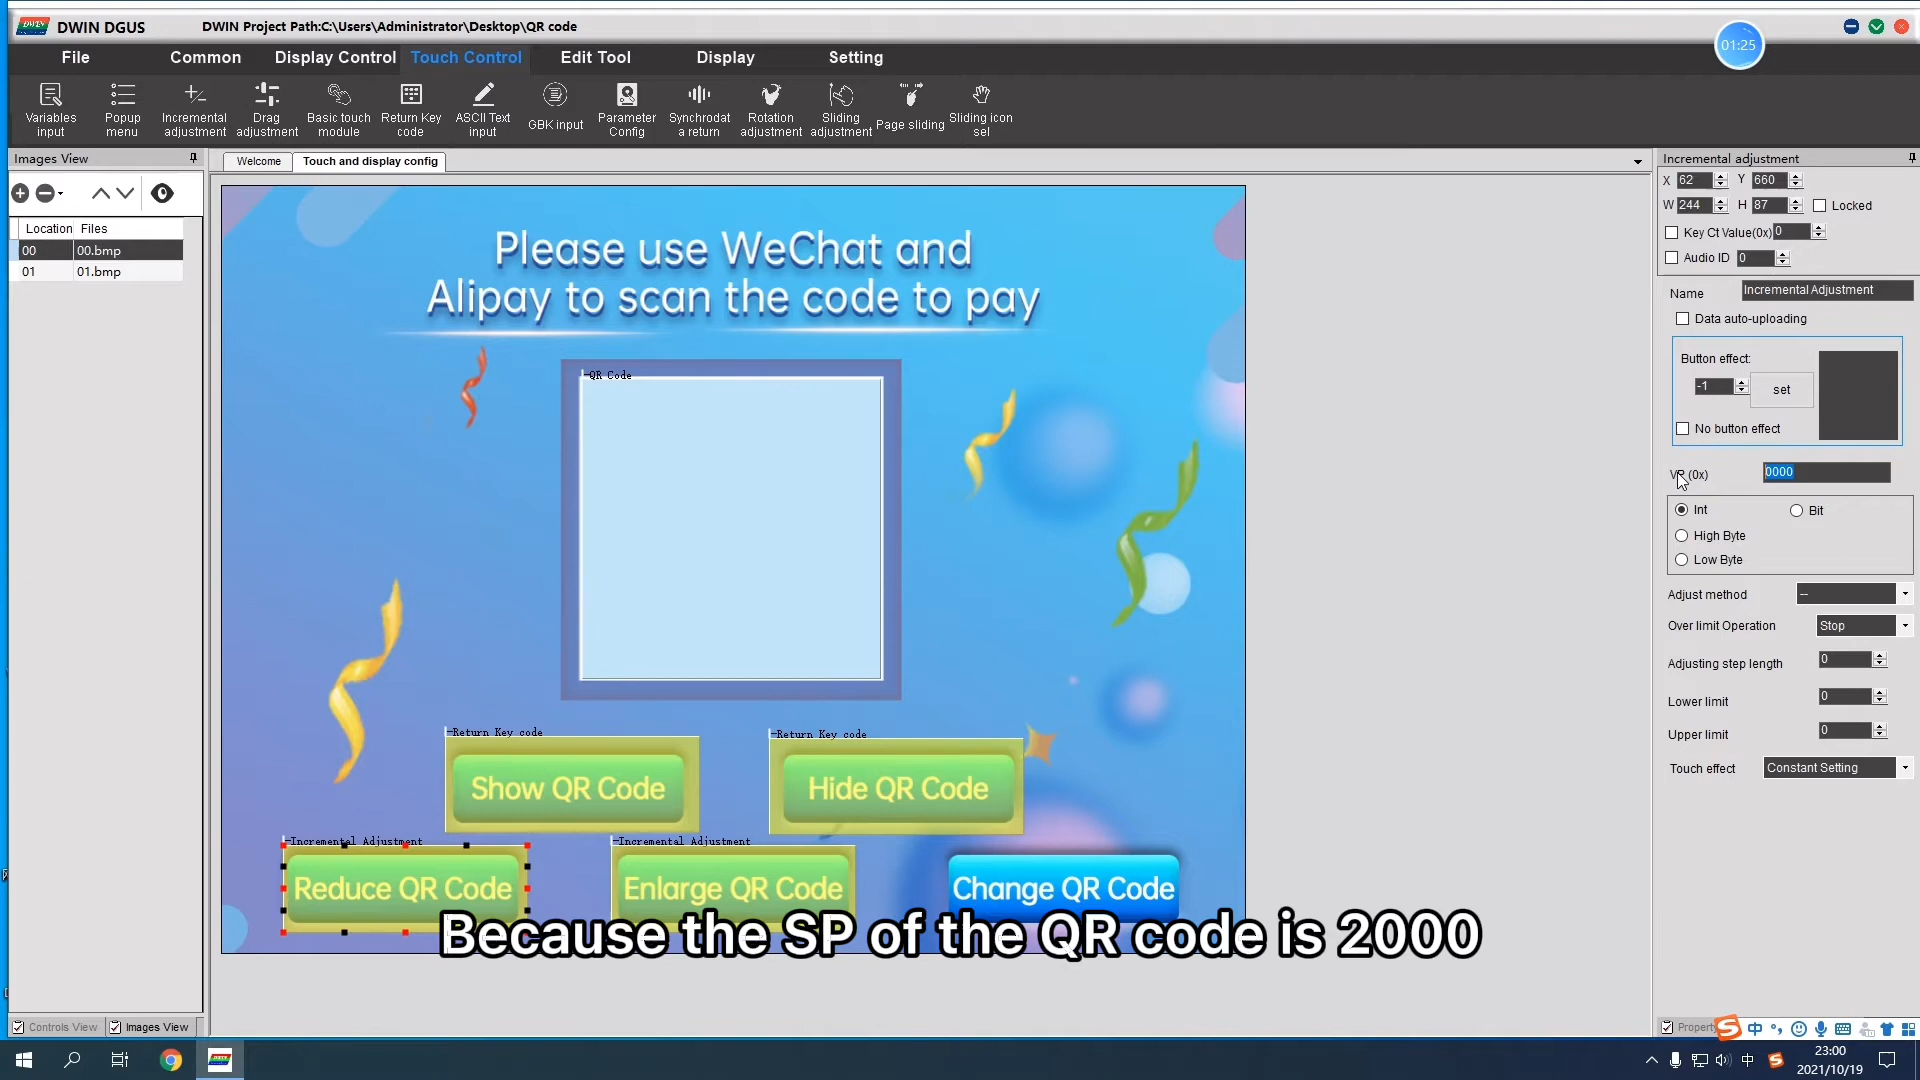 DWIN DGUS
DWIN Project Path:C:\Users\Administrator\Desktop\QR code
01:25
File
Common
Display Control
Touch Control
Edit Tool
Display
Setting
Variables input
Popup menu
Incremental adjustment
Drag adjustment
Basic touch module
Return Key code
ASCII Text input
GBK input
Parameter Config
Synchrodat a return
Rotation adjustment
Sliding adjustment
Page sliding
Sliding icon sel
Images View
Welcome
Touch and display config
Location Files
00 00.bmp
01 01.bmp
Please use WeChat and
Alipay to scan the code to pay
QR Code
Return Key code
Return Key code
Show QR Code
Hide QR Code
Incremental Adjustment
Incremental Adjustment
Reduce QR Code
Enlarge QR Code
Change QR Code
Because the SP of the QR code is 2000
Incremental adjustment
X 62 Y 660
W 244 H 87 Locked
Key Ct Value(0x) 0
Audio ID 0
Name Incremental Adjustment
Data auto-uploading
Button effect:
-1 set
No button effect
(0x) 0000
Int Bit
High Byte
Low Byte
Adjust method --
Over limit Operation Stop
Adjusting step length 0
Lower limit 0
Upper limit 0
Touch effect Constant Setting
Controls View
Images View
Property
中
中
23:00
2021/10/19